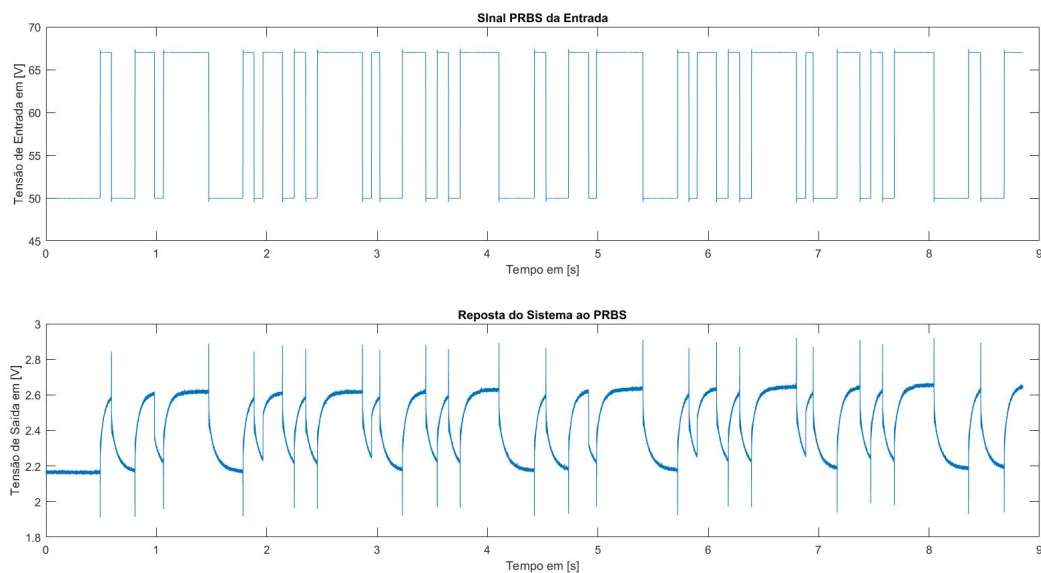 SInal PRBS da Entrada
70
65
60
55
50
45
Tensão de Entrada em [V]
0 1 2 3 4 5 6 7 8 9
Tempo em [s]
Reposta do Sistema ao PRBS
3
2.8
2.6
2.4
2.2
2
1.8
Tensão de Saída em [V]
0 1 2 3 4 5 6 7 8 9
Tempo em [s]